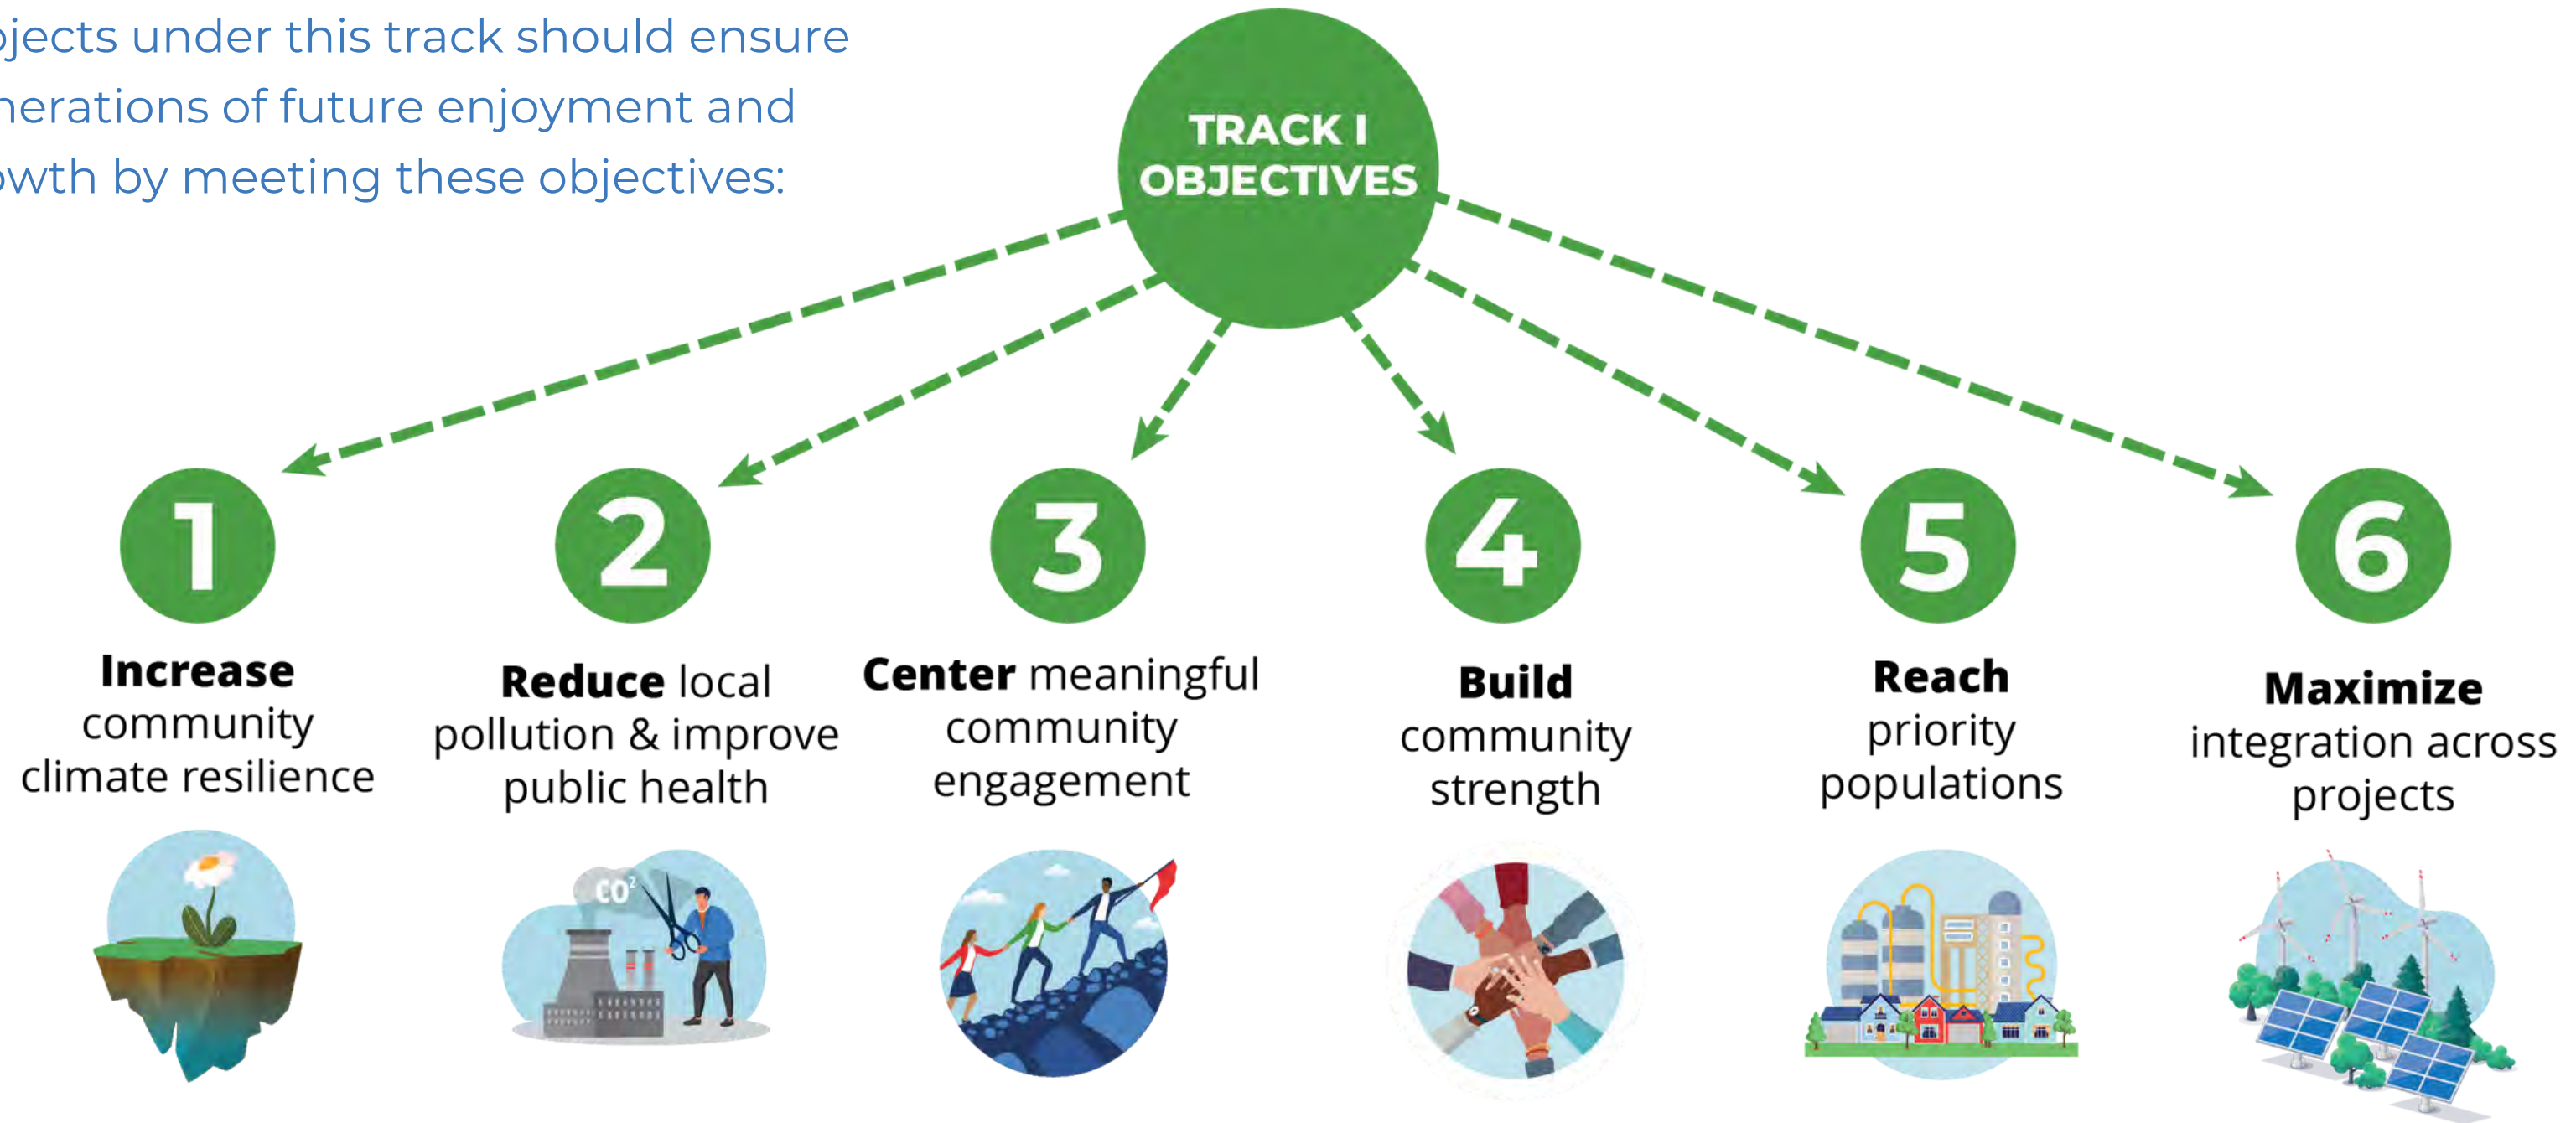 ojects under this track should ensure
nerations of future enjoyment and
owth by meeting these objectives:
TRACK I
OBJECTIVES
1
2
3
4
5
6
Increase
community
climate resilience
Reduce local
pollution & improve
public health
Center meaningful
community
engagement
Build
community
strength
Reach
priority
populations
Maximize
integration across
projects
CO²